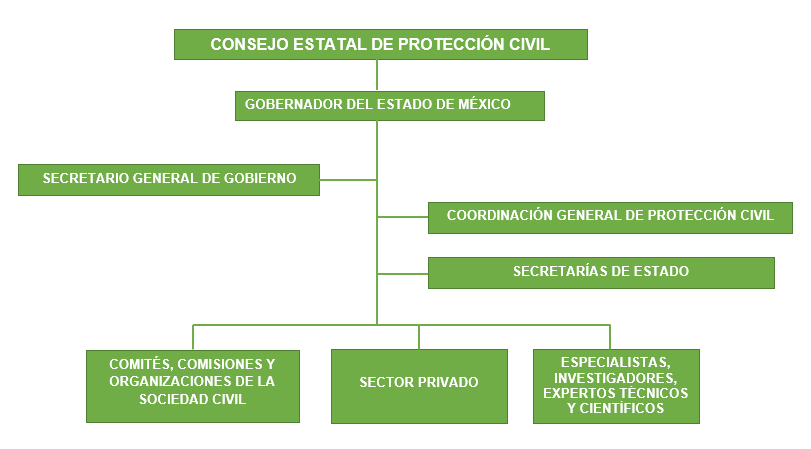 CONSEJO ESTATAL DE PROTECCIÓN CIVIL
GOBERNADOR DEL ESTADO DE MÉXICO
SECRETARIO GENERAL DE GOBIERNO
COORDINACIÓN GENERAL DE PROTECCIÓN CIVIL
SECRETARÍAS DE ESTADO
COMITÉS, COMISIONES Y
ORGANIZACIONES DE LA
SOCIEDAD CIVIL
SECTOR PRIVADO
ESPECIALISTAS,
INVESTIGADORES,
EXPERTOS TÉCNICOS
Y CIENTÍFICOS